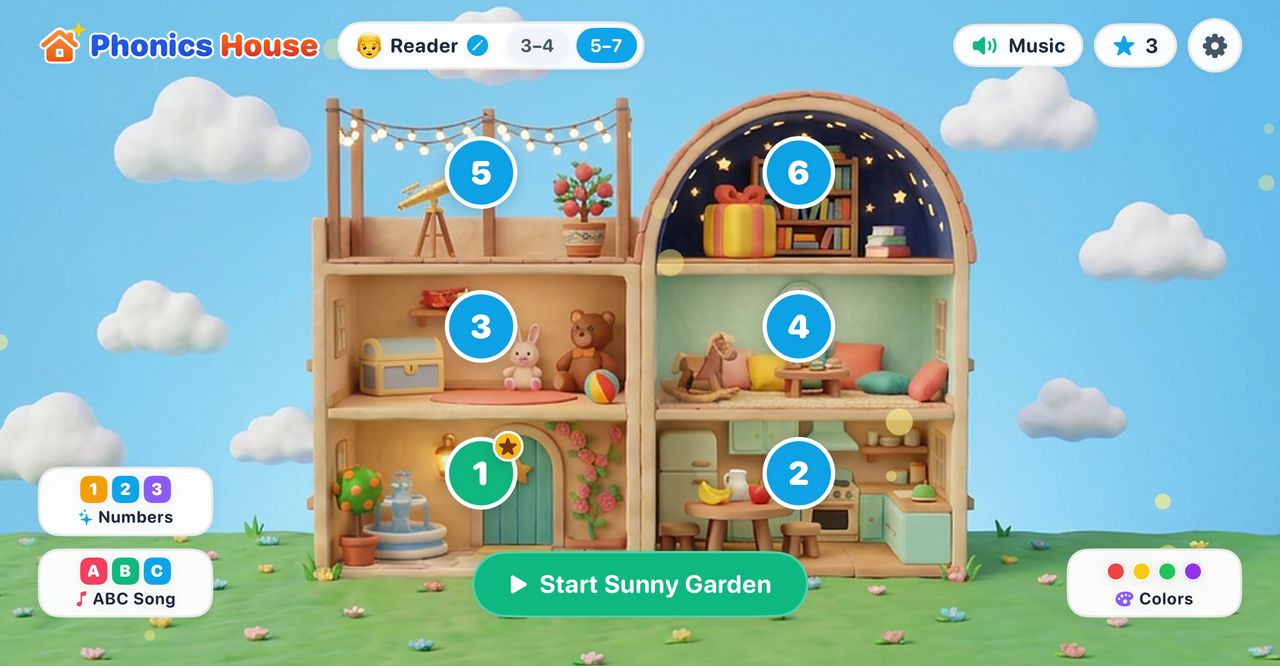 Phonics House
Reader
3–4
5–7
Music
3
5
6
3
4
1
2
1 2 3
Numbers
A B C
ABC Song
Start Sunny Garden
Colors